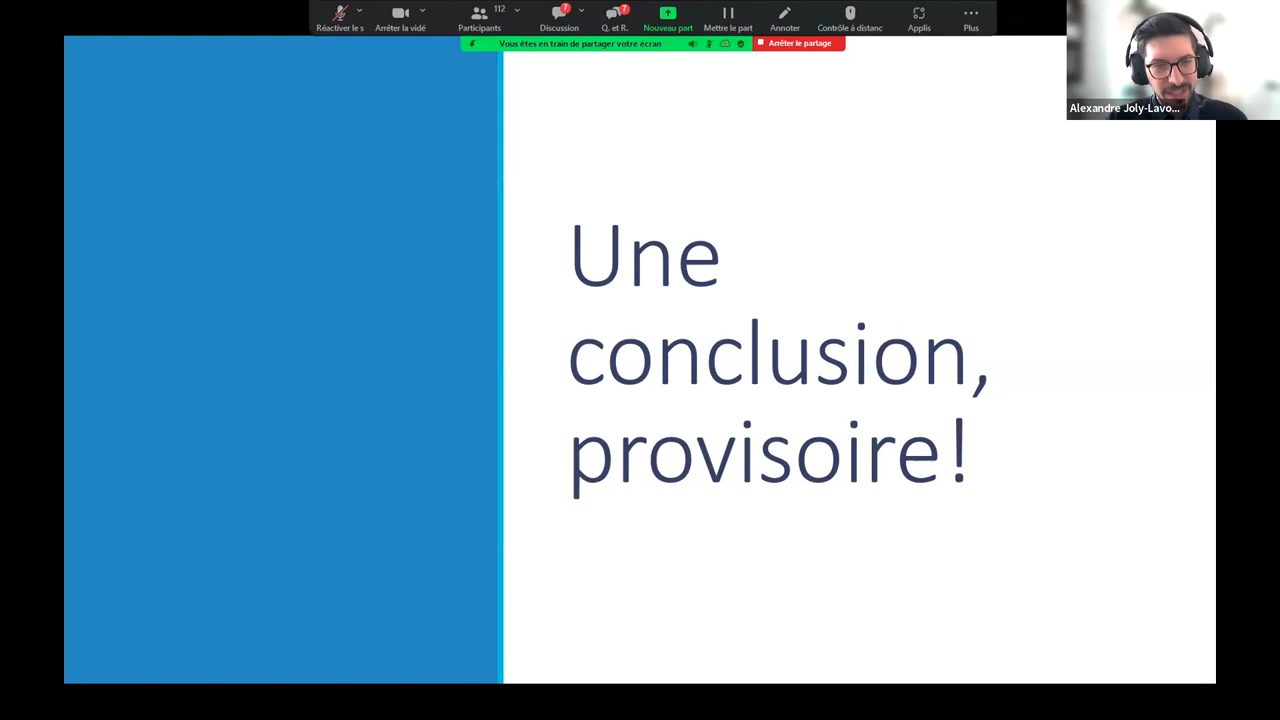 112
7
7
Réactiver le s
Arrêter la vidé
Participants
Discussion
Q. et R.
Nouveau part
Mettre le part
Annoter
Contrôle à distanc
Applis
Plus
Vous êtes en train de partager votre écran
Arrêter le partage
Alexandre Joly-Lavo...
Une
conclusion,
provisoire!